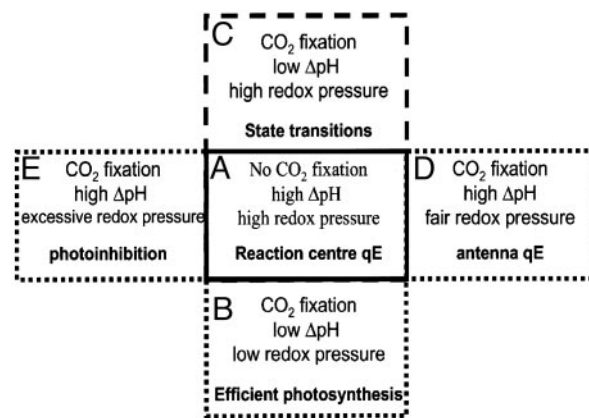 C
CO₂ fixation
low ΔpH
high redox pressure
State transitions
E
CO₂ fixation
high ΔpH
excessive redox pressure
photoinhibition
A
No CO₂ fixation
high ΔpH
high redox pressure
Reaction centre qE
D
CO₂ fixation
high ΔpH
fair redox pressure
antenna qE
B
CO₂ fixation
low ΔpH
low redox pressure
Efficient photosynthesis